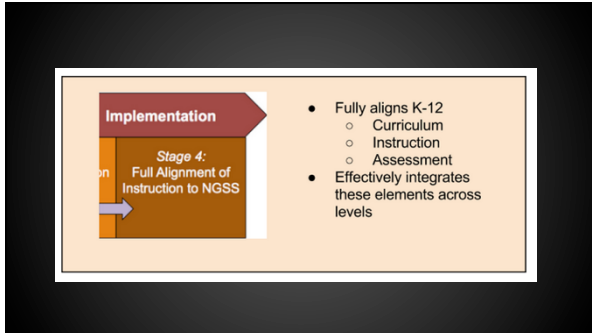 Implementation
on
Stage 4:
Full Alignment of
Instruction to NGSS
● Fully aligns K-12
○ Curriculum
○ Instruction
○ Assessment
● Effectively integrates
these elements across
levels